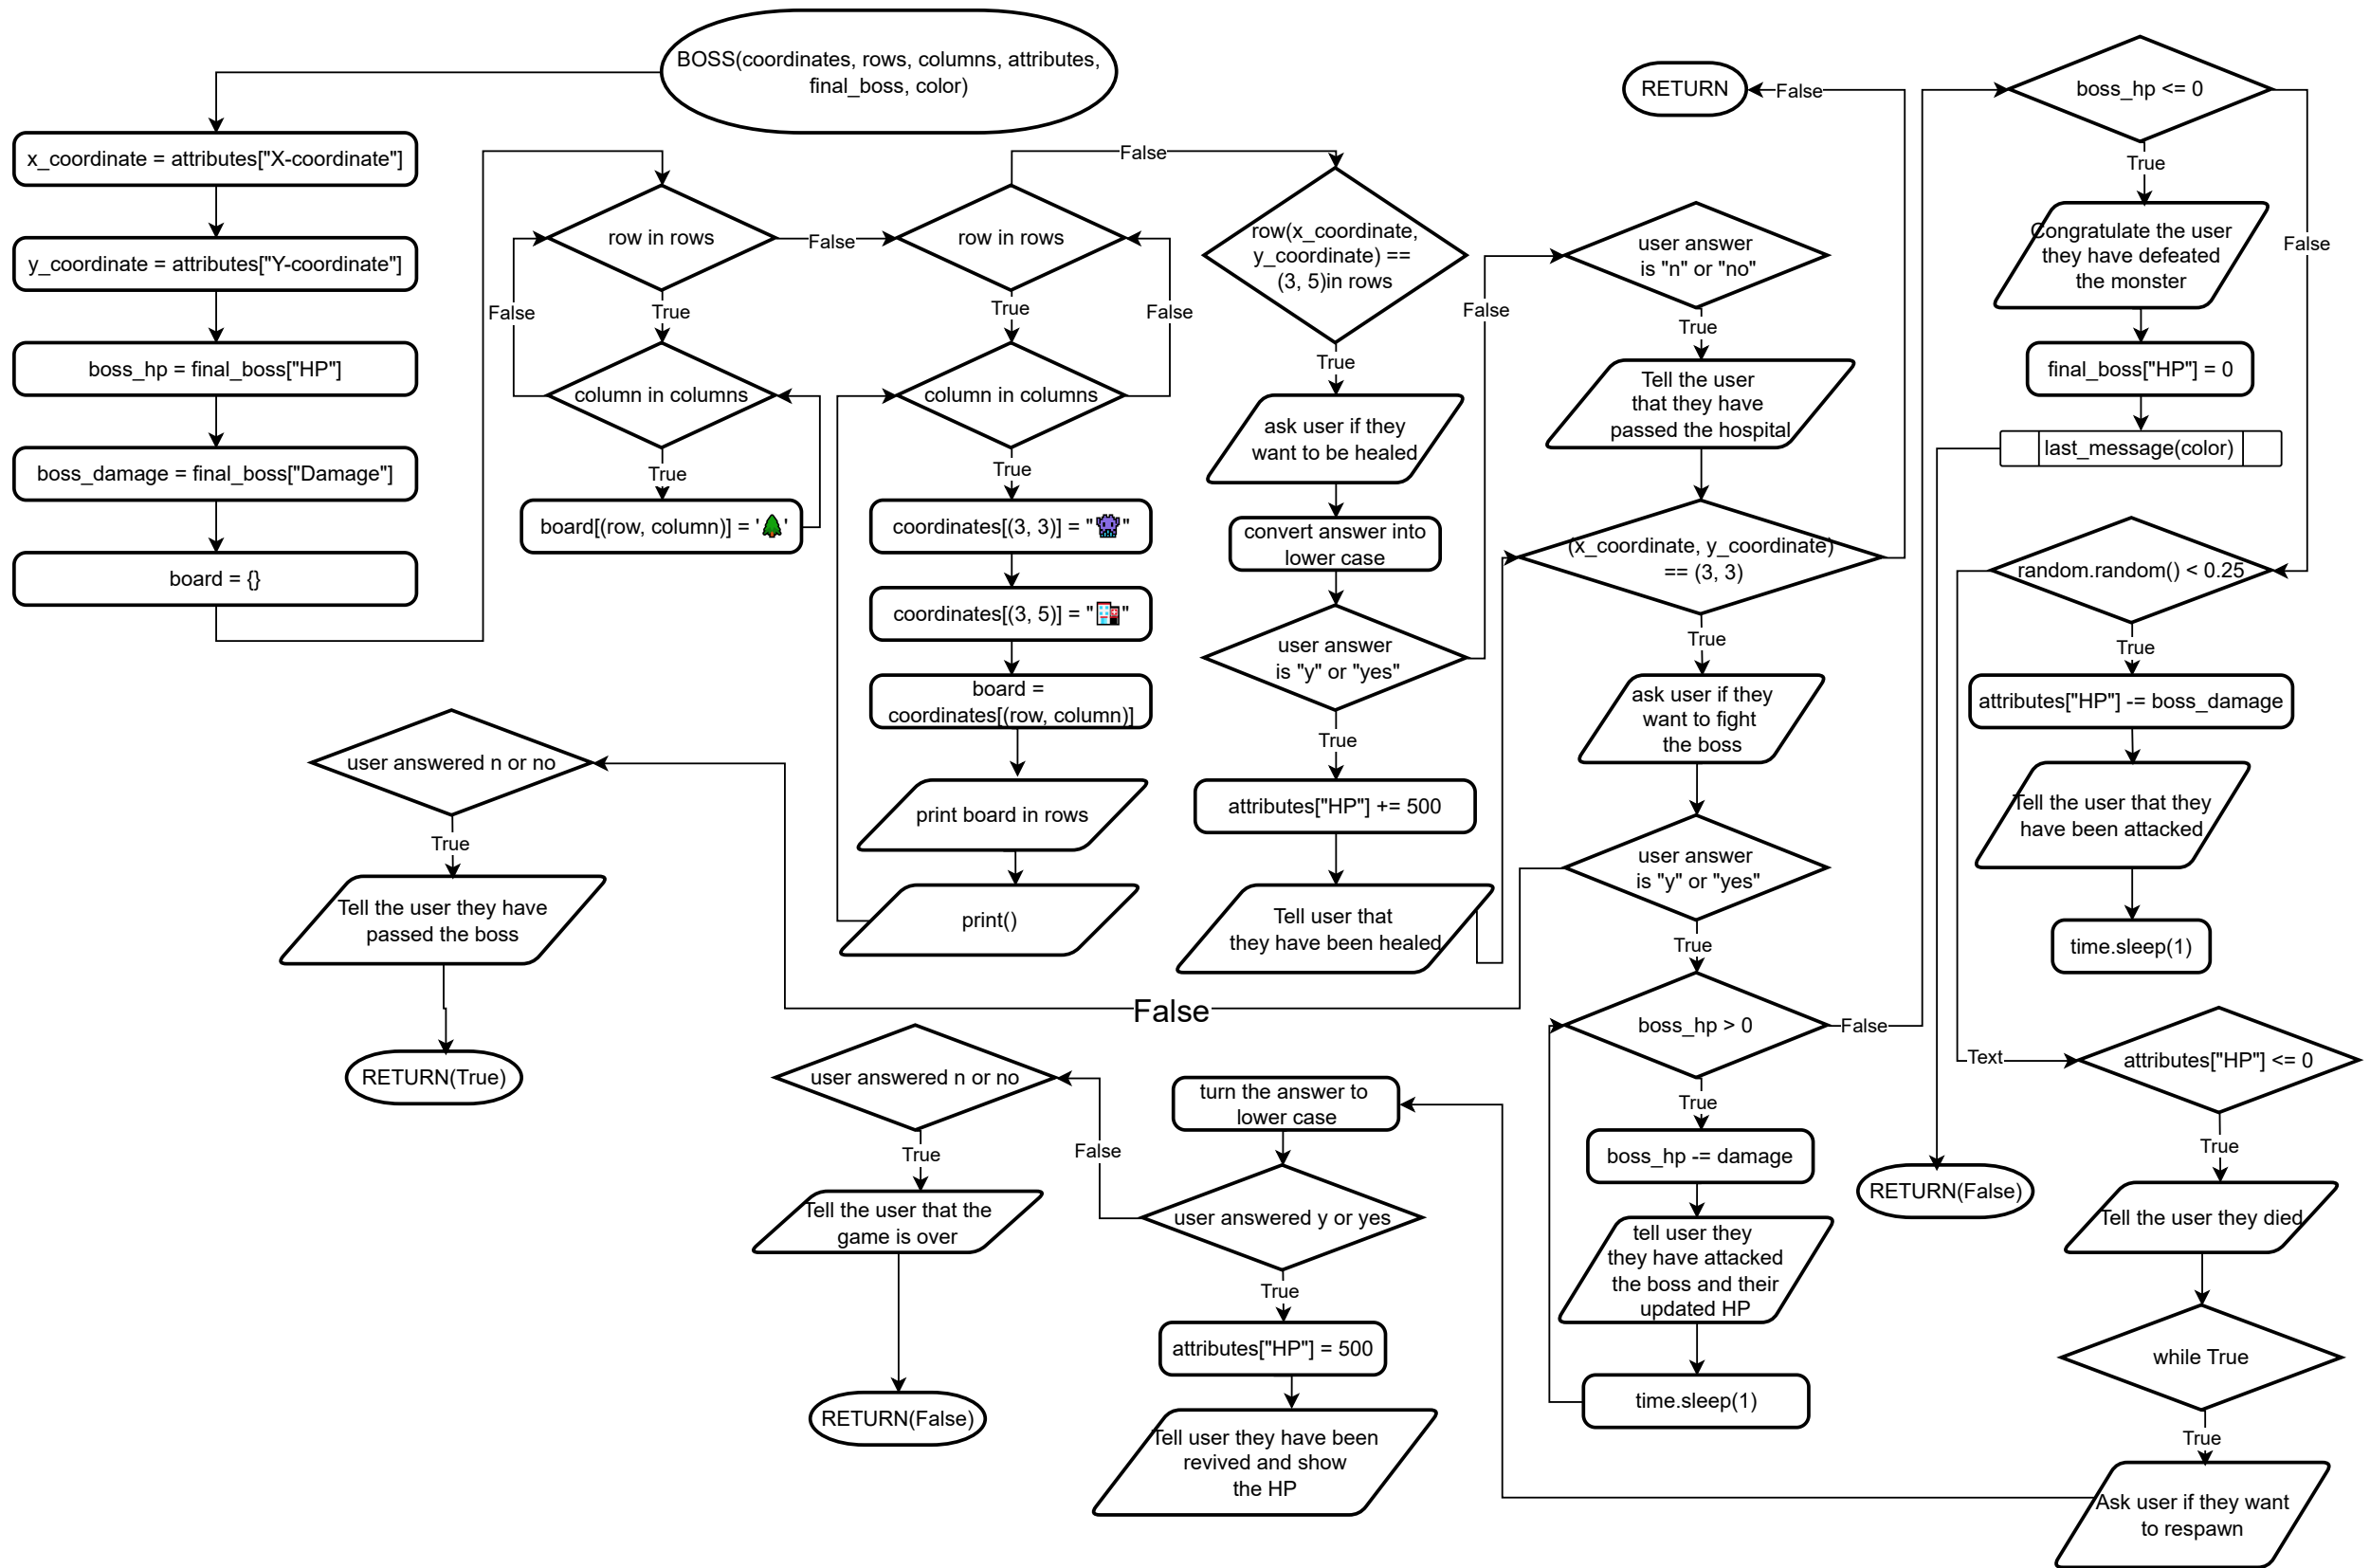 BOSS(coordinates, rows, columns, attributes,
final_boss, color)
x_coordinate = attributes["X-coordinate"]
y_coordinate = attributes["Y-coordinate"]
boss_hp = final_boss["HP"]
boss_damage = final_boss["Damage"]
board = {}
row in rows
False
True
False
column in columns
True
board[(row, column)] = '🌲'
row in rows
False
True
False
column in columns
True
coordinates[(3, 3)] = "👾"
coordinates[(3, 5)] = "🏥"
board =
coordinates[(row, column)]
print board in rows
print()
row(x_coordinate,
y_coordinate) ==
(3, 5)in rows
True
ask user if they
want to be healed
convert answer into
lower case
user answer
is "y" or "yes"
False
True
attributes["HP"] += 500
Tell user that
they have been healed
RETURN
False
user answer
is "n" or "no"
True
Tell the user
that they have
passed the hospital
(x_coordinate, y_coordinate)
== (3, 3)
True
ask user if they
want to fight
the boss
user answer
is "y" or "yes"
False
True
boss_hp > 0
False
True
boss_hp -= damage
tell user they
they have attacked
the boss and their
updated HP
time.sleep(1)
user answered n or no
True
Tell the user they have
passed the boss
RETURN(True)
boss_hp <= 0
True
False
Congratulate the user
they have defeated
the monster
final_boss["HP"] = 0
last_message(color)
RETURN(False)
random.random() < 0.25
True
Text
attributes["HP"] -= boss_damage
Tell the user that they
have been attacked
time.sleep(1)
attributes["HP"] <= 0
True
Tell the user they died
while True
True
Ask user if they want
to respawn
turn the answer to
lower case
user answered y or yes
False
True
attributes["HP"] = 500
Tell user they have been
revived and show
the HP
user answered n or no
True
Tell the user that the
game is over
RETURN(False)